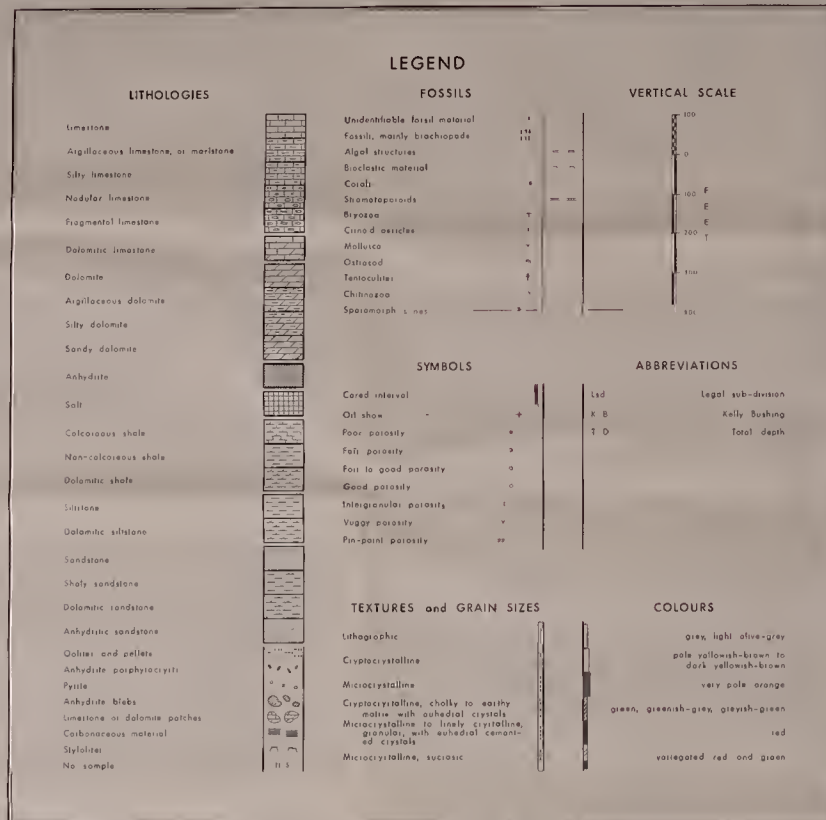 LEGEND
LITHOLOGIES
Limestone
Argillaceous limestone, or marlstone
Silty limestone
Nodular limestone
Fragmental limestone
Dolomitic limestone
Dolomite
Argillaceous dolomite
Silty dolomite
Sandy dolomite
Anhydrite
Salt
Calcareous shale
Non-calcareous shale
Dolomitic shale
Siltstone
Dolomitic siltstone
Sandstone
Shaly sandstone
Dolomitic sandstone
Anhydritic sandstone
Oolites and pellets
Anhydrite porphyrocrysts
Pyrite
Anhydrite blebs
Limestone or dolomite patches
Carbonaceous material
Stylolites
No sample N S
FOSSILS
Unidentifiable fossil material
Fossils, mainly brachiopods
Algal structures
Bioclastic material
Corals
Stromatoporoids
Bryozoa
Crinoid ossicles
Mollusca
Ostracod
Tentaculites
Chitinozoa
Sporomorph
VERTICAL SCALE
100
0
100
200
FEET
SYMBOLS
Cored interval
Oil show
Poor porosity
Fair porosity
Fair to good porosity
Good porosity
Intergranular porosity
Vuggy porosity
Pin-point porosity
ABBREVIATIONS
Lsd Legal sub-division
K B Kelly Bushing
T D Total depth
TEXTURES and GRAIN SIZES
Lithographic
Cryptocrystalline
Microcrystalline
Cryptocrystalline, chalky to earthy
matrix with euhedral crystals
Microcrystalline to finely crystalline,
granular, with euhedral cement-
ed crystals
Microcrystalline, sucrosic
COLOURS
grey, light olive-grey
pale yellowish-brown to
dark yellowish-brown
very pale orange
green, greenish-grey, greyish-green
red
variegated red and green